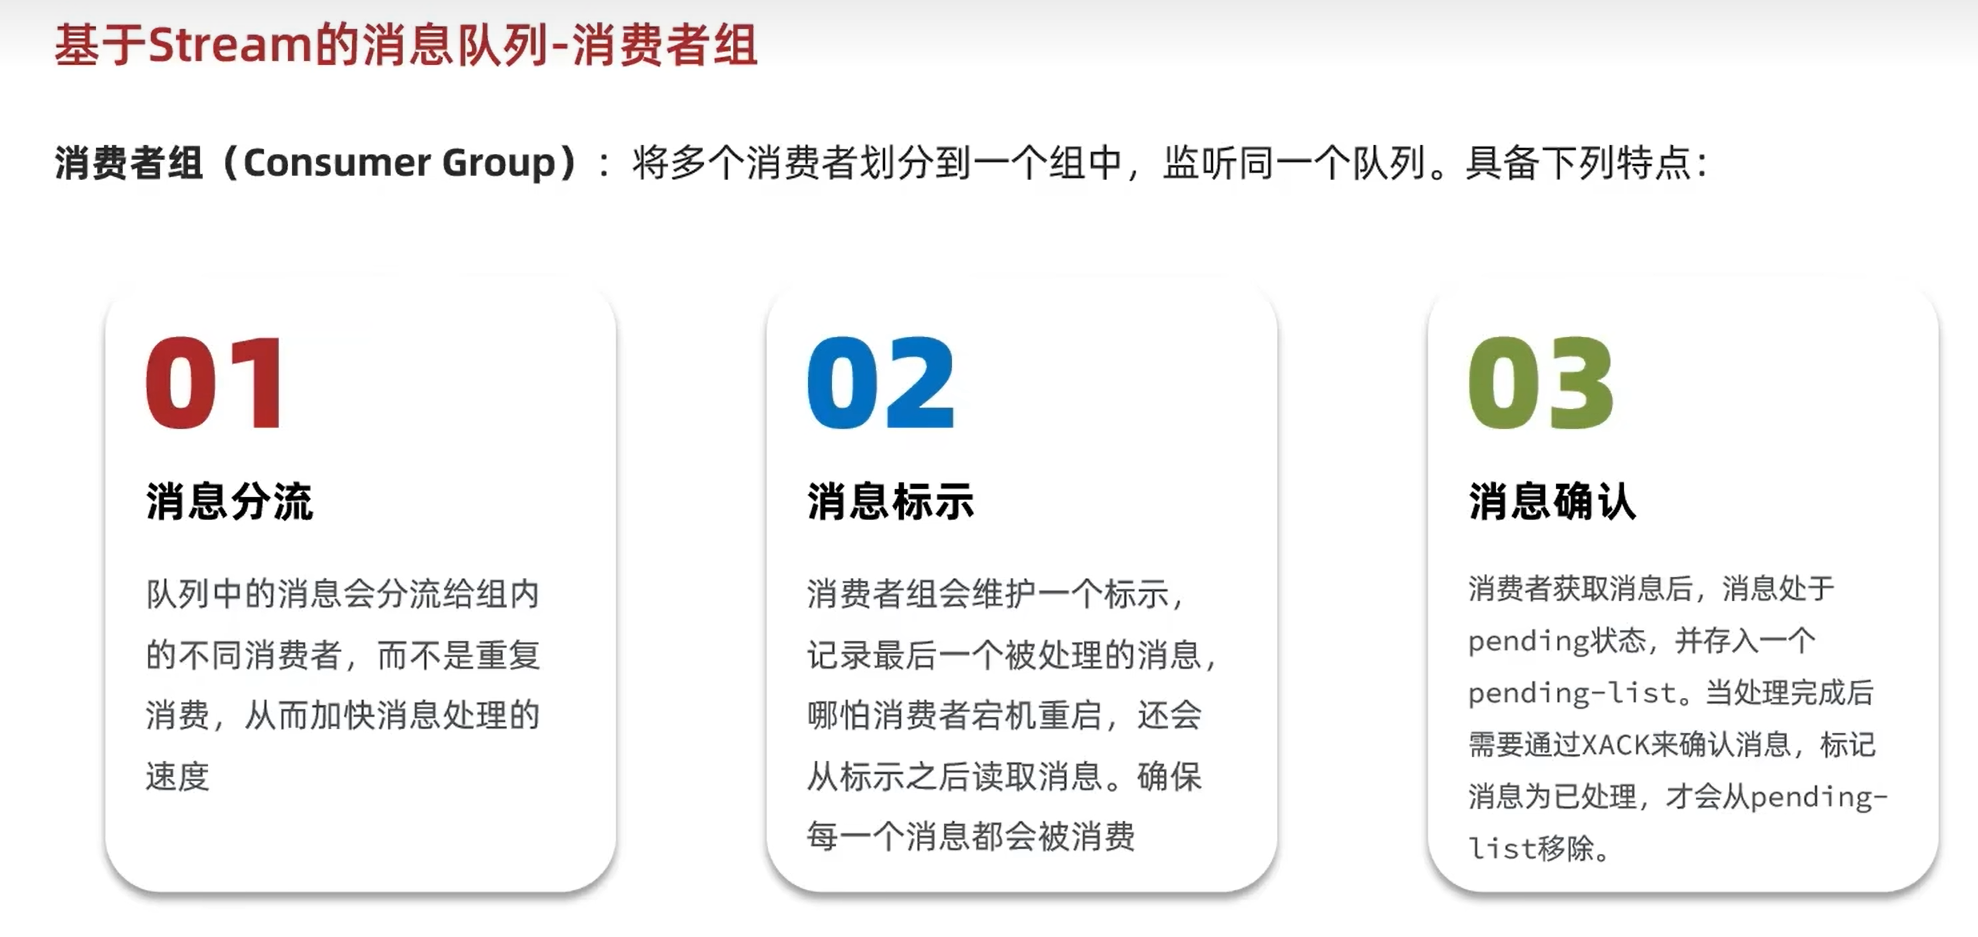 基于Stream的消息队列-消费者组
消费者组（Consumer Group）：将多个消费者划分到一个组中，监听同一个队列。具备下列特点：
01
消息分流
队列中的消息会分流给组内
的不同消费者，而不是重复
消费，从而加快消息处理的
速度
02
消息标示
消费者组会维护一个标示，
记录最后一个被处理的消息，
哪怕消费者宕机重启，还会
从标示之后读取消息。确保
每一个消息都会被消费
03
消息确认
消费者获取消息后，消息处于
pending状态，并存入一个
pending-list。当处理完成后
需要通过XACK来确认消息，标记
消息为已处理，才会从pending-
list移除。